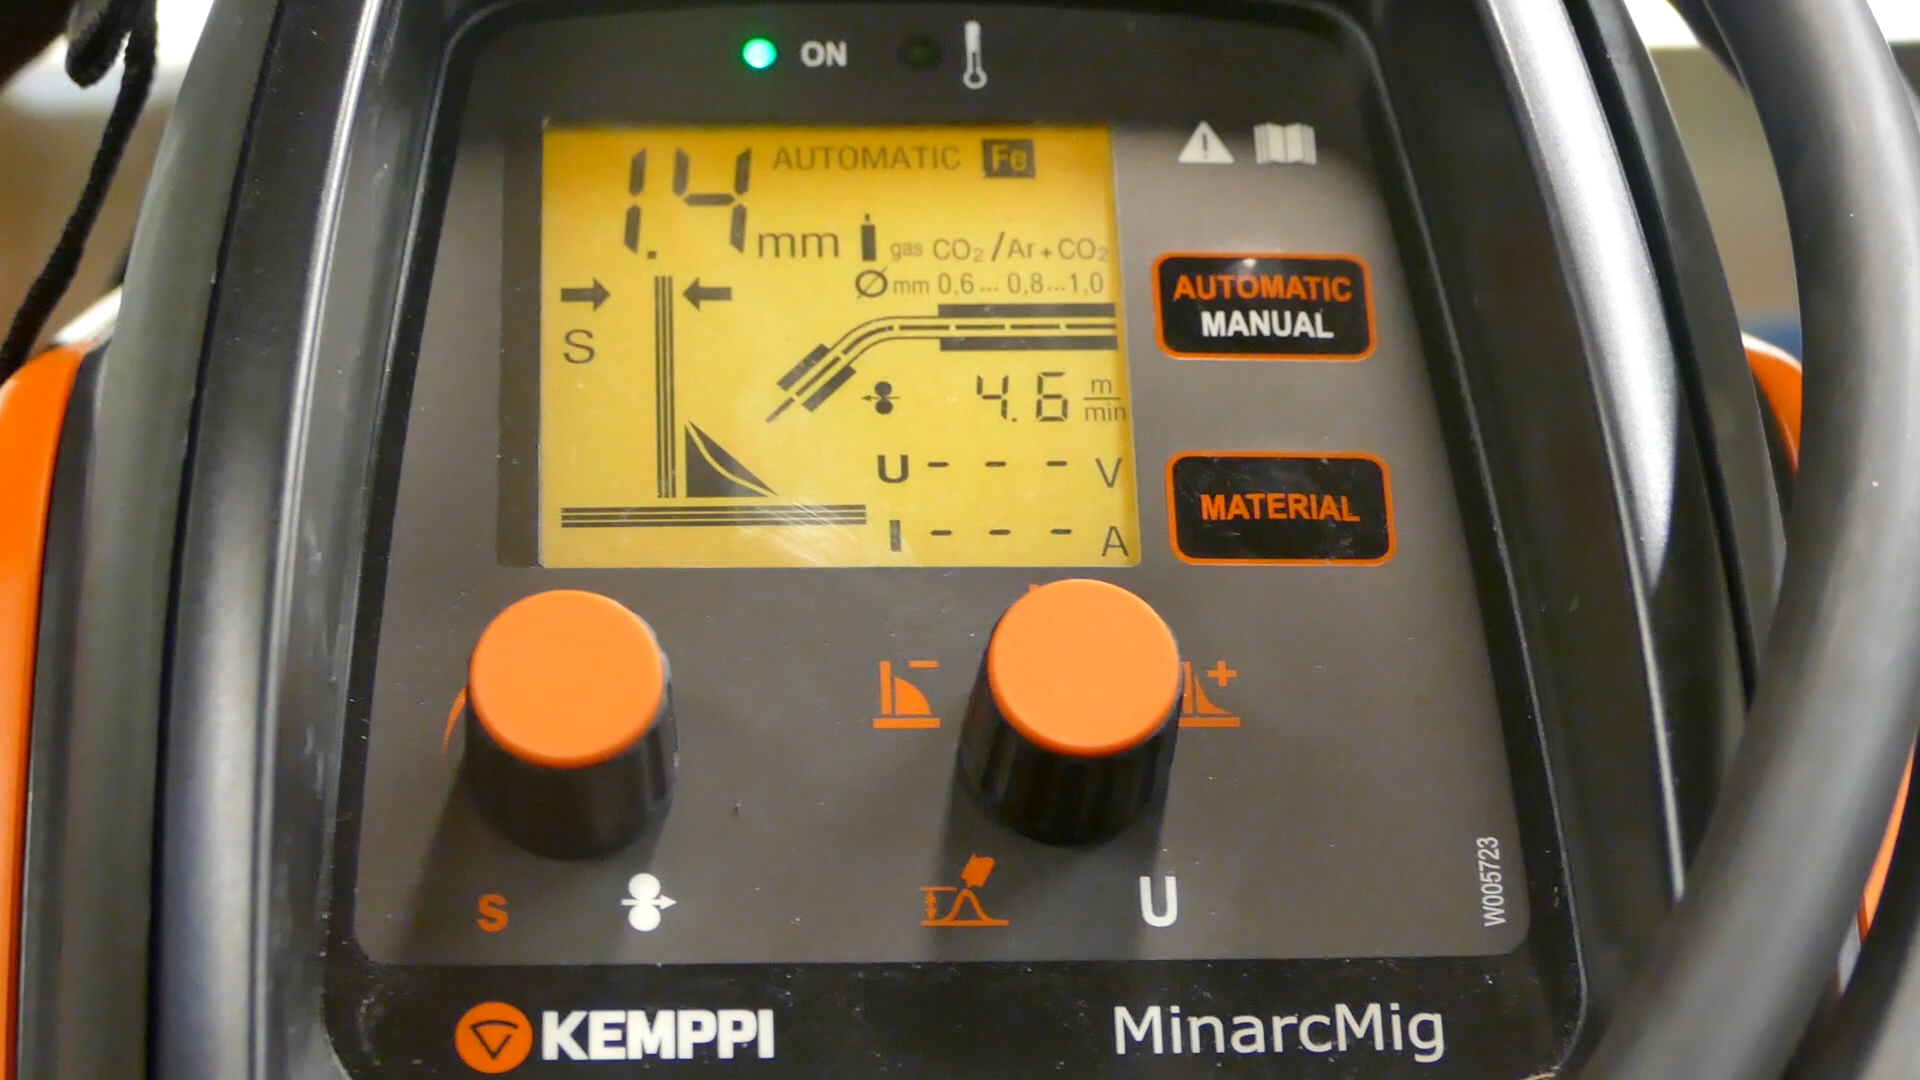 ON
1.4 mm
AUTOMATIC Fe
gas CO₂/Ar+CO₂
Ømm 0,6... 0,8...1,0
S
4.6 m/min
U - - - V
I - - - A
AUTOMATIC
MANUAL
MATERIAL
S
U
W005723
KEMPPI
MinarcMig